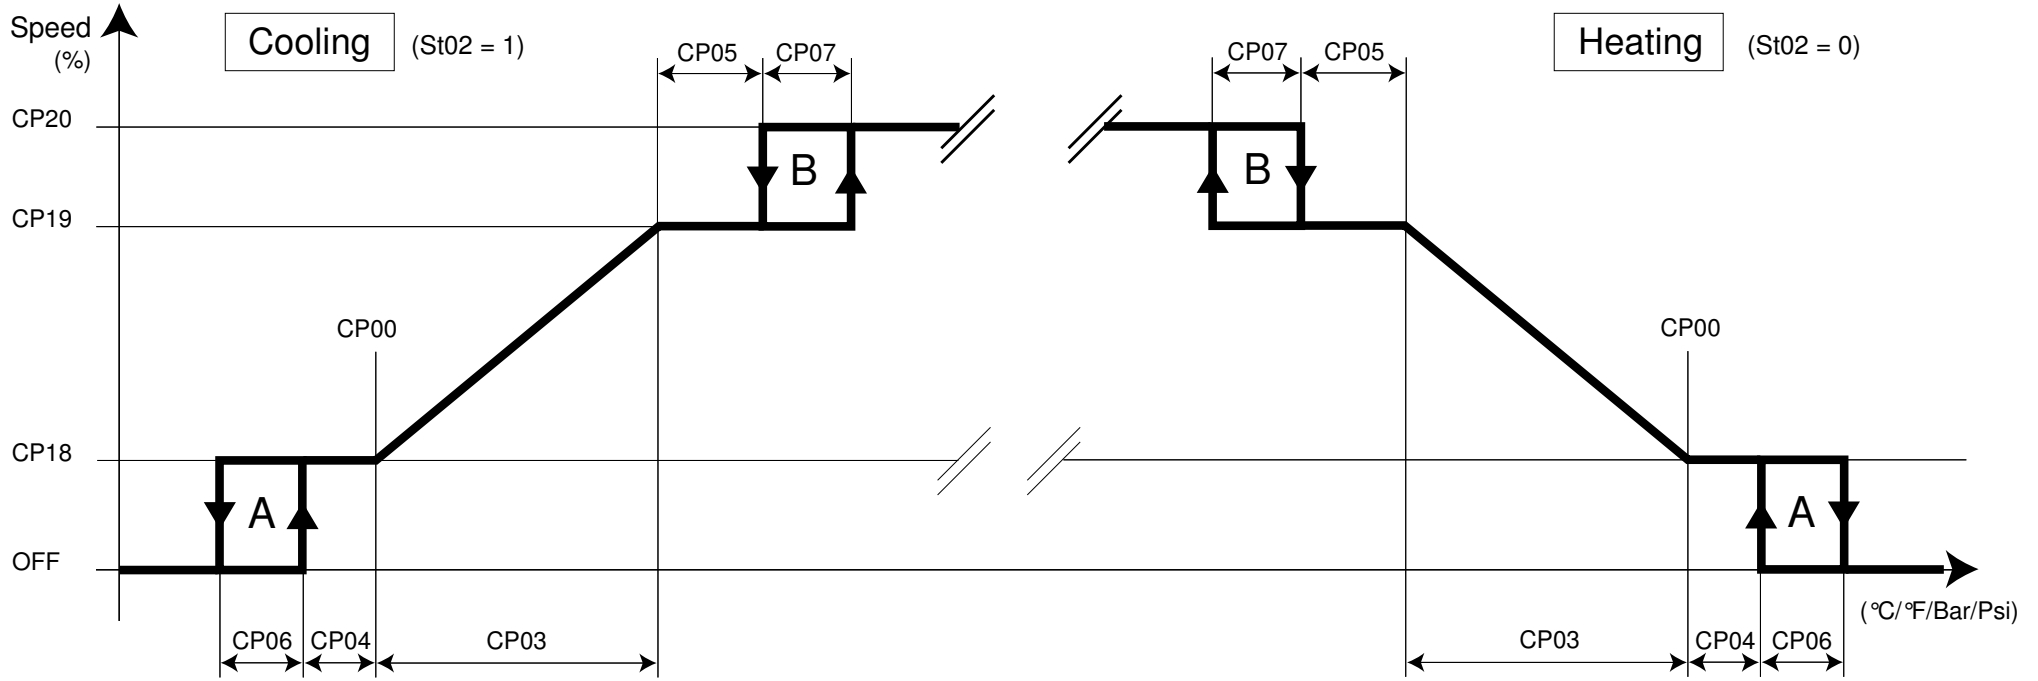 Speed
(%)
Cooling
(St02 = 1)
Heating
(St02 = 0)
CP05
CP07
CP07
CP05
CP20
B
B
CP19
CP00
CP00
CP18
A
A
OFF
(°C/°F/Bar/Psi)
CP06
CP04
CP03
CP03
CP04
CP06